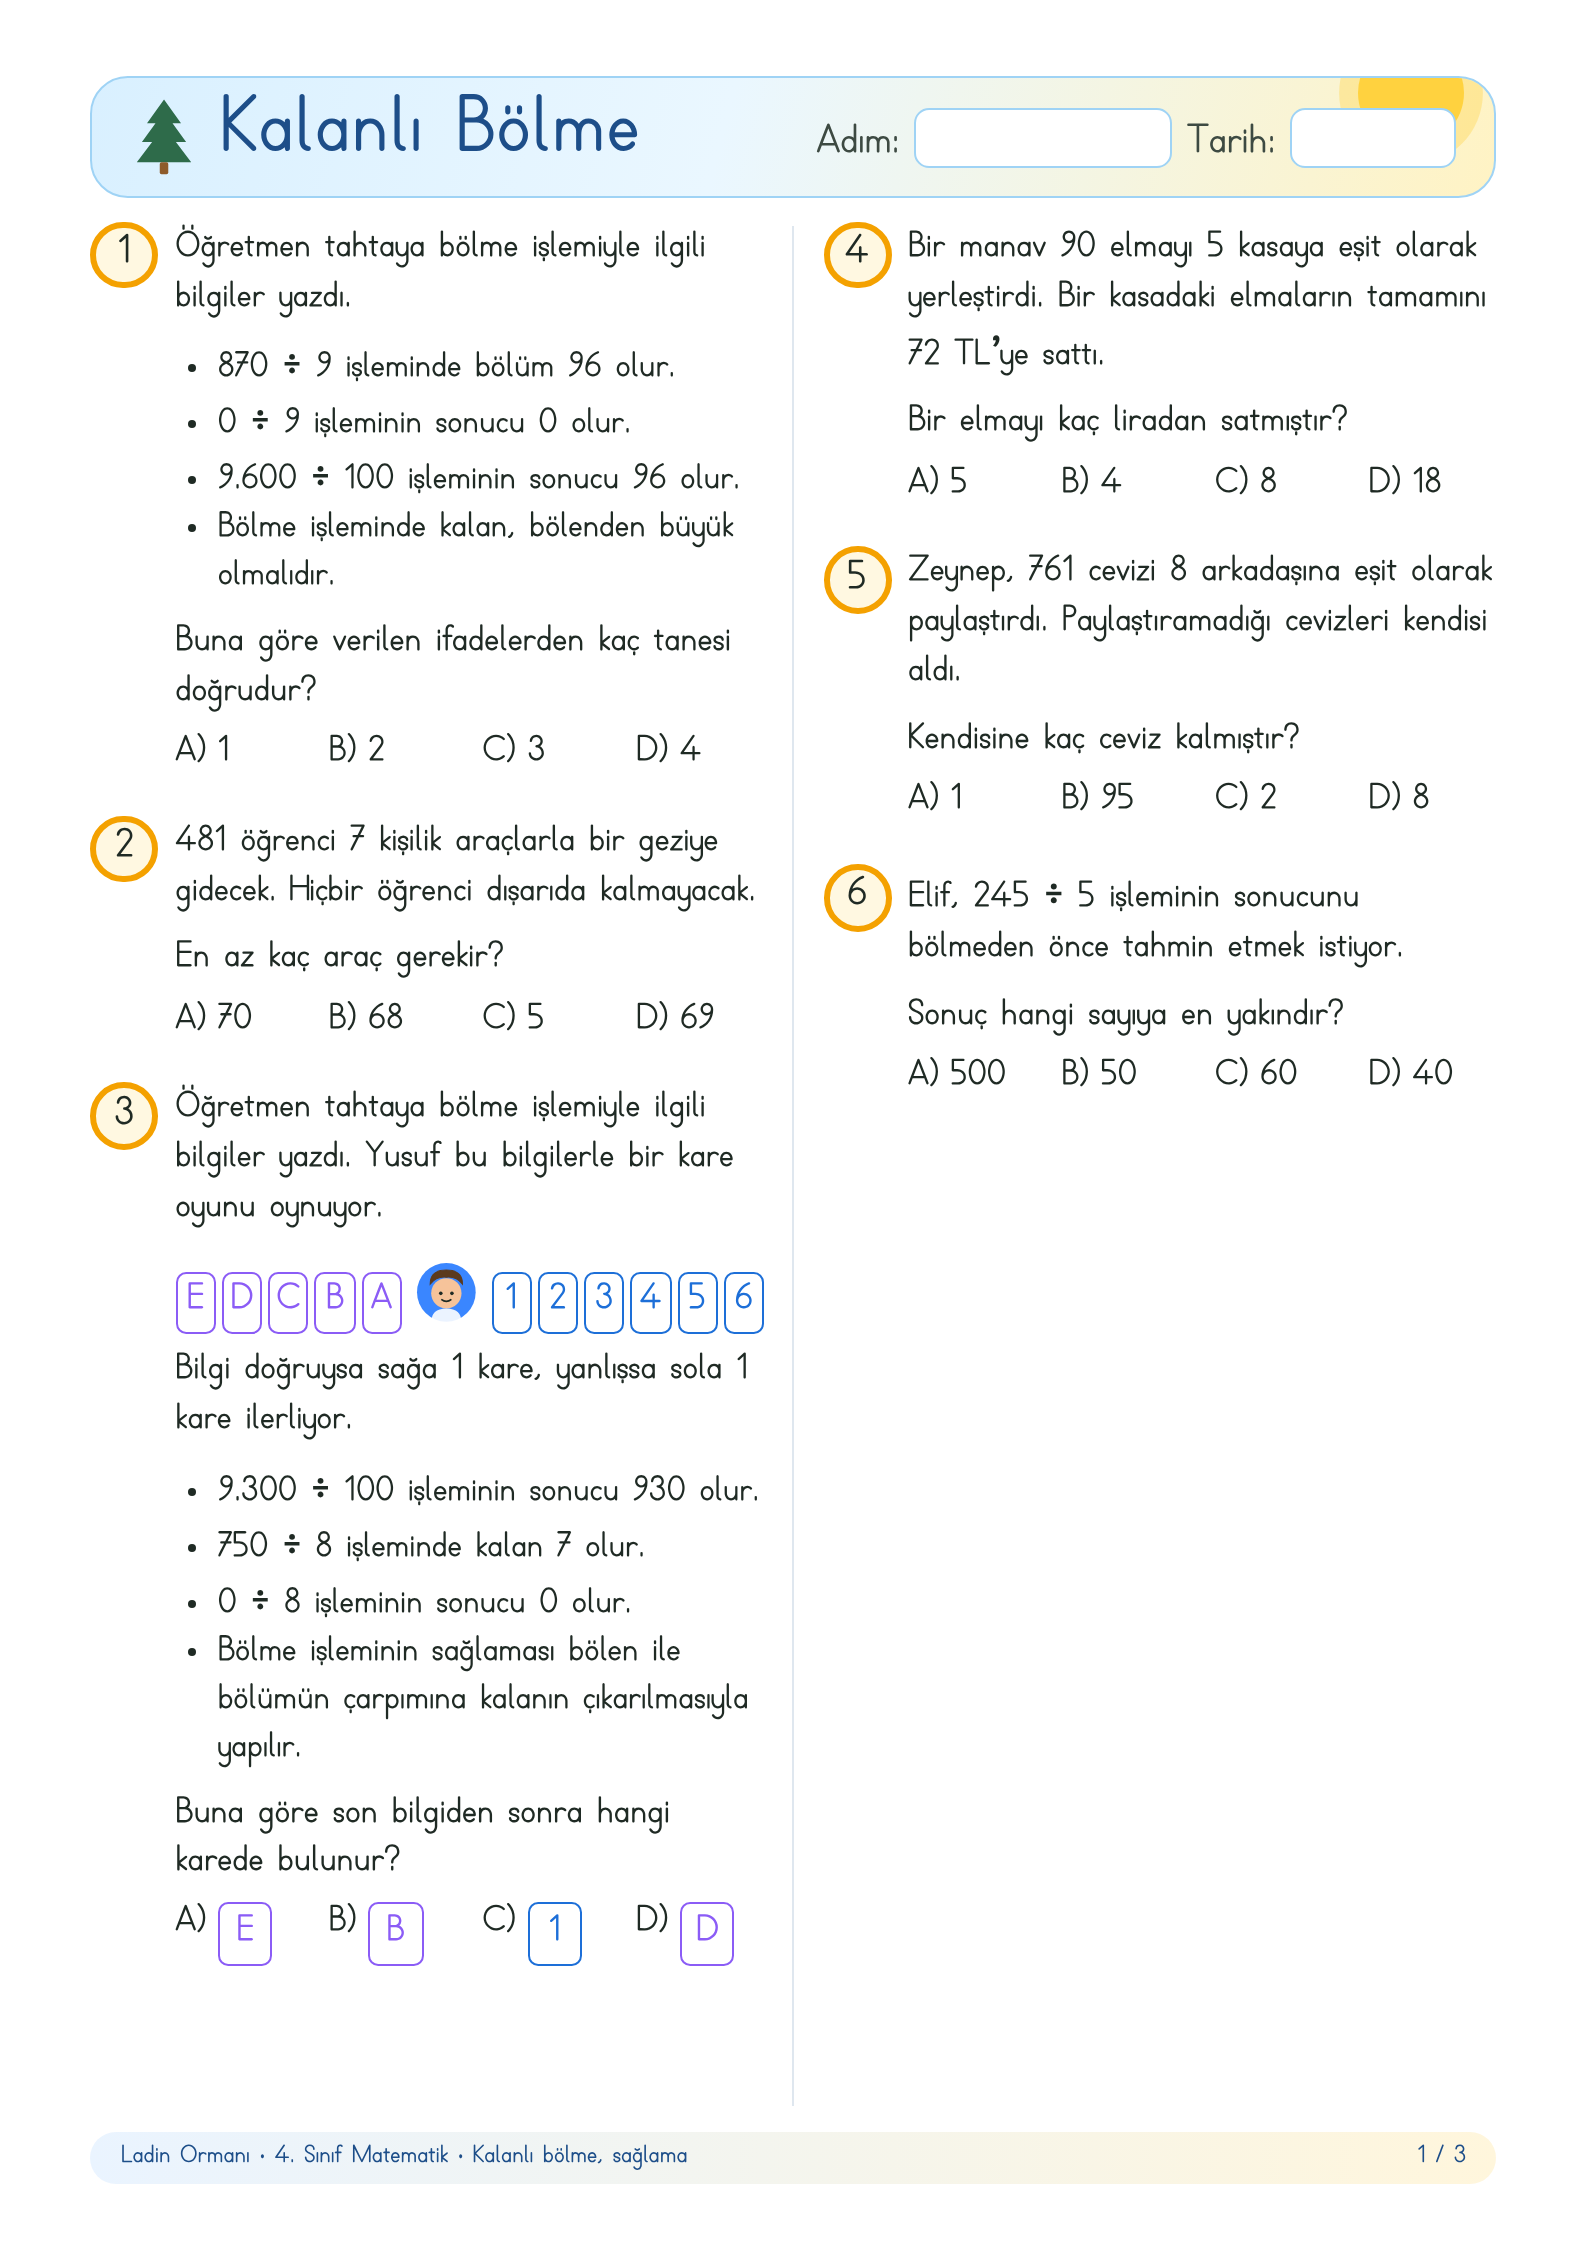 Kalanlı Bölme
Adım:
Tarih:
1
Öğretmen tahtaya bölme işlemiyle ilgili
bilgiler yazdı.
• 870 ÷ 9 işleminde bölüm 96 olur.
• 0 ÷ 9 işleminin sonucu 0 olur.
• 9.600 ÷ 100 işleminin sonucu 96 olur.
• Bölme işleminde kalan, bölenden büyük
olmalıdır.
Buna göre verilen ifadelerden kaç tanesi
doğrudur?
A) 1 B) 2 C) 3 D) 4
2
481 öğrenci 7 kişilik araçlarla bir geziye
gidecek. Hiçbir öğrenci dışarıda kalmayacak.
En az kaç araç gerekir?
A) 70 B) 68 C) 5 D) 69
3
Öğretmen tahtaya bölme işlemiyle ilgili
bilgiler yazdı. Yusuf bu bilgilerle bir kare
oyunu oynuyor.
E D C B A 1 2 3 4 5 6
Bilgi doğruysa sağa 1 kare, yanlışsa sola 1
kare ilerliyor.
• 9.300 ÷ 100 işleminin sonucu 930 olur.
• 750 ÷ 8 işleminde kalan 7 olur.
• 0 ÷ 8 işleminin sonucu 0 olur.
• Bölme işleminin sağlaması bölen ile
bölümün çarpımına kalanın çıkarılmasıyla
yapılır.
Buna göre son bilgiden sonra hangi
karede bulunur?
A) E B) B C) 1 D) D
4
Bir manav 90 elmayı 5 kasaya eşit olarak
yerleştirdi. Bir kasadaki elmaların tamamını
72 TL’ye sattı.
Bir elmayı kaç liradan satmıştır?
A) 5 B) 4 C) 8 D) 18
5
Zeynep, 761 cevizi 8 arkadaşına eşit olarak
paylaştırdı. Paylaştıramadığı cevizleri kendisi
aldı.
Kendisine kaç ceviz kalmıştır?
A) 1 B) 95 C) 2 D) 8
6
Elif, 245 ÷ 5 işleminin sonucunu
bölmeden önce tahmin etmek istiyor.
Sonuç hangi sayıya en yakındır?
A) 500 B) 50 C) 60 D) 40
Ladin Ormanı • 4. Sınıf Matematik • Kalanlı bölme, sağlama
1 / 3